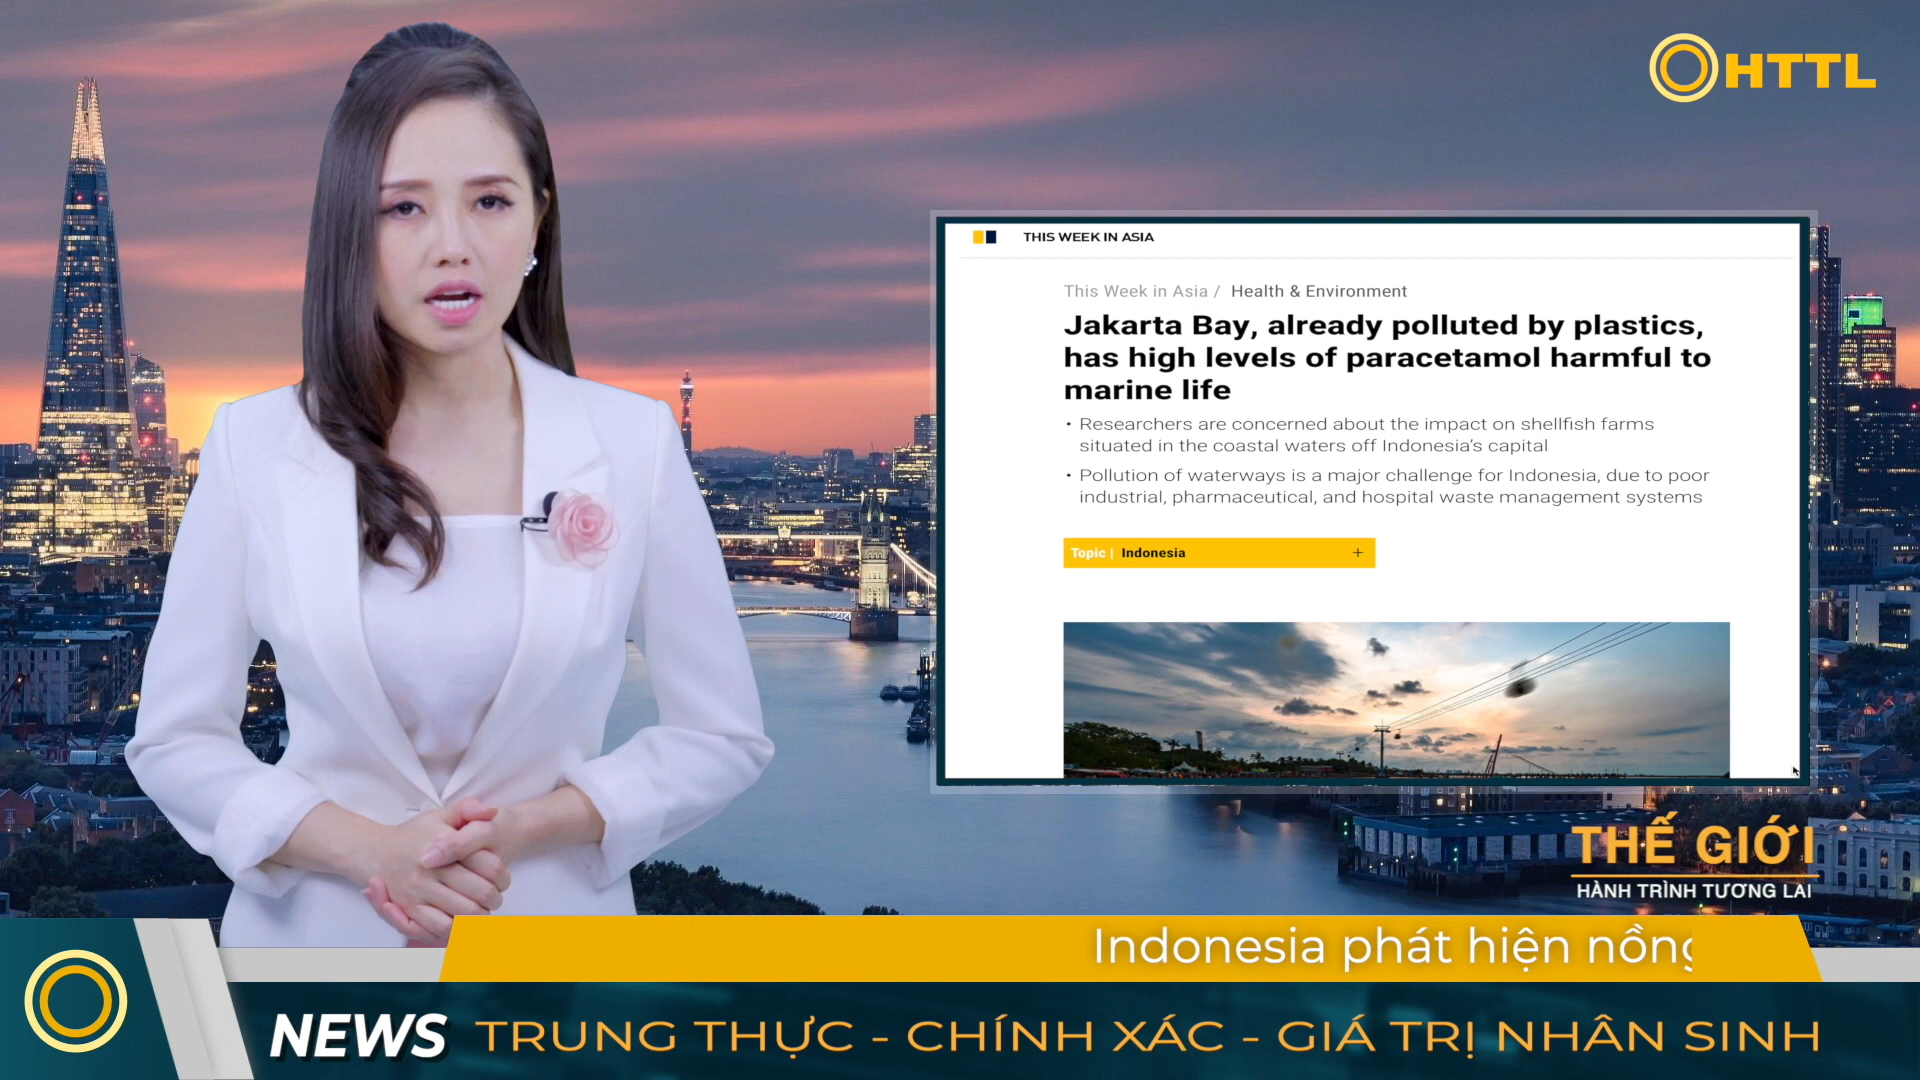 HTTL
THIS WEEK IN ASIA
This Week in Asia / Health & Environment
Jakarta Bay, already polluted by plastics,
has high levels of paracetamol harmful to
marine life
• Researchers are concerned about the impact on shellfish farms
situated in the coastal waters off Indonesia's capital
• Pollution of waterways is a major challenge for Indonesia, due to poor
industrial, pharmaceutical, and hospital waste management systems
Topic | Indonesia +
THẾ GIỚI
HÀNH TRÌNH TƯƠNG LAI
Indonesia phát hiện nồng
NEWS TRUNG THỰC - CHÍNH XÁC - GIÁ TRỊ NHÂN SINH